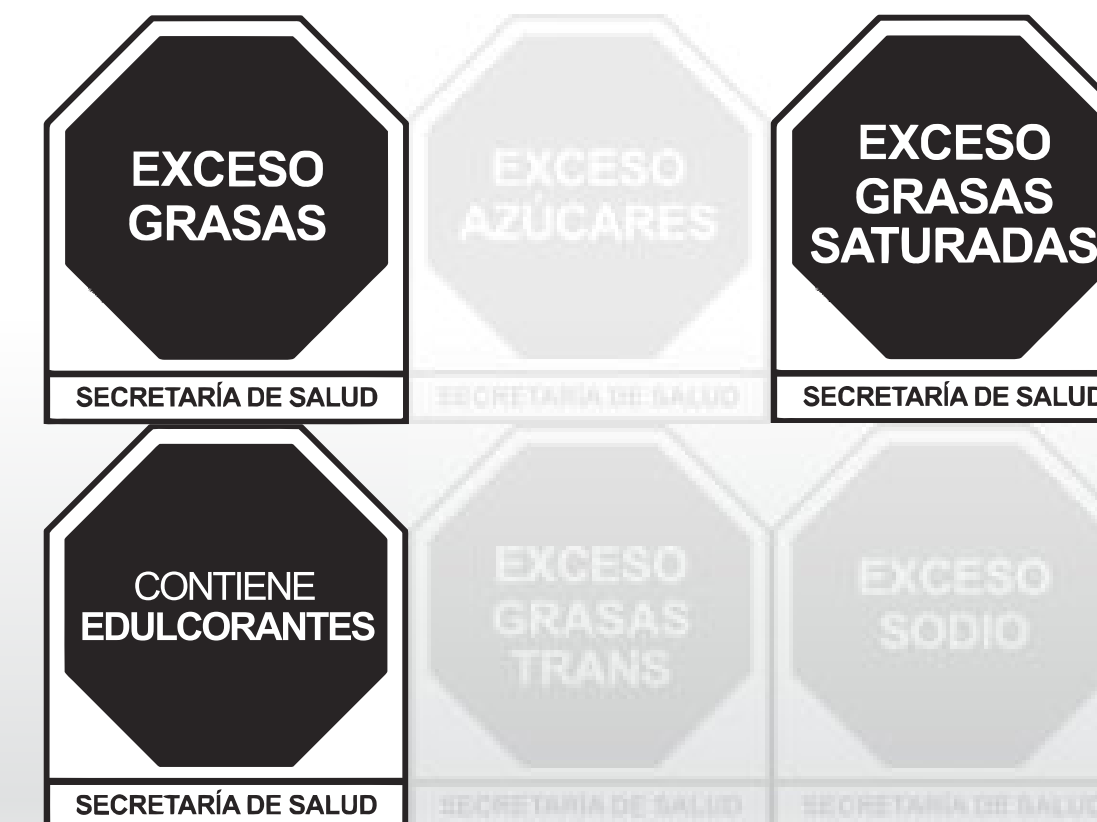 EXCESO
GRASAS
SECRETARÍA DE SALUD
EXCESO
AZÚCARES
SECRETARÍA DE SALUD
EXCESO
GRASAS
SATURADAS
SECRETARÍA DE SALUD
CONTIENE
EDULCORANTES
SECRETARÍA DE SALUD
EXCESO
GRASAS
TRANS
SECRETARÍA DE SALUD
EXCESO
SODIO
SECRETARÍA DE SALUD